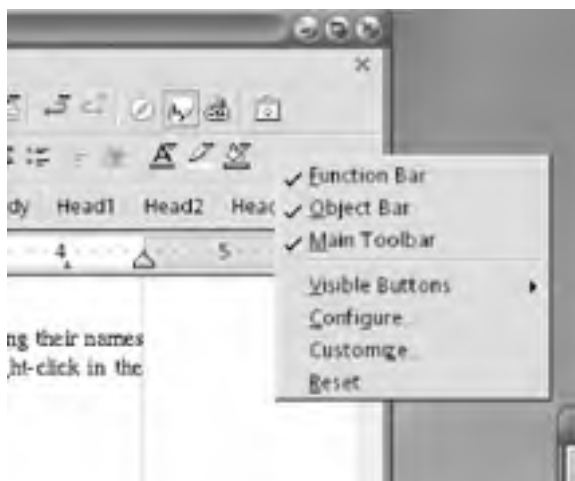 Function Bar
dy Head1 Head2 Heac
Object Bar
Main Toolbar
4 5
Visible Buttons
Configure...
Customize...
Reset
ng their names
ht-click in the